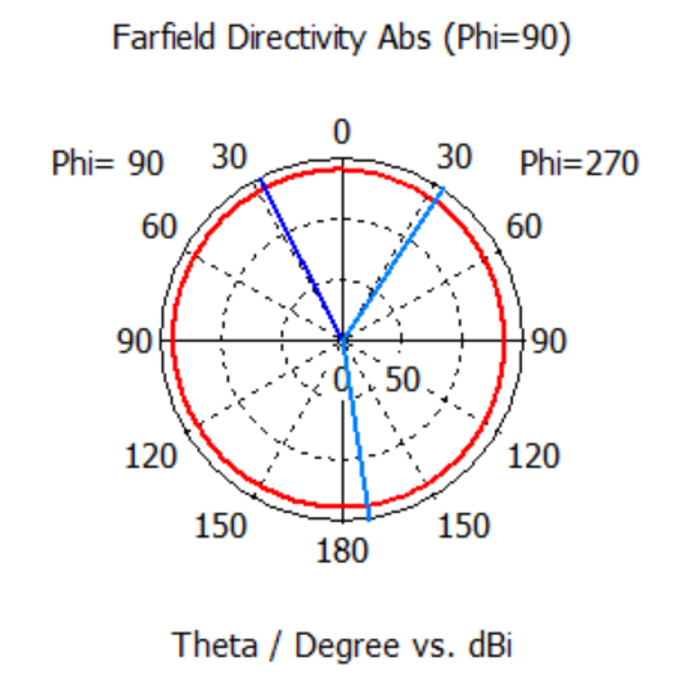 Farfield Directivity Abs (Phi=90)
0
Phi= 90 30 30 Phi=270
60 60
90 90
0 50
120 120
150 150
180
Theta / Degree vs. dBi